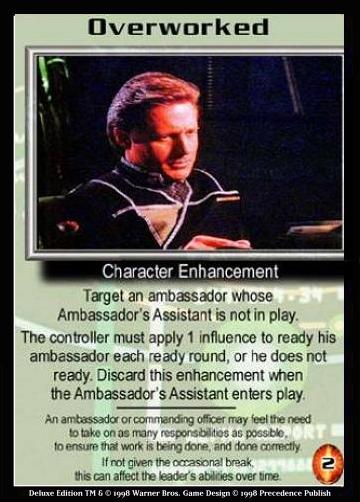 Overworked
Character Enhancement
Target an ambassador whose
Ambassador's Assistant is not in play.
The controller must apply 1 influence to ready his
ambassador each ready round, or he does not
ready. Discard this enhancement when
the Ambassador's Assistant enters play.
An ambassador or commanding officer may feel the need
to take on as many responsibilities as possible,
to ensure that work is being done, and done correctly.
If not given the occasional break,
this can affect the leader's abilities over time.
2
Deluxe Edition TM & © 1998 Warner Bros. Game Design © 1998 Precedence Publish